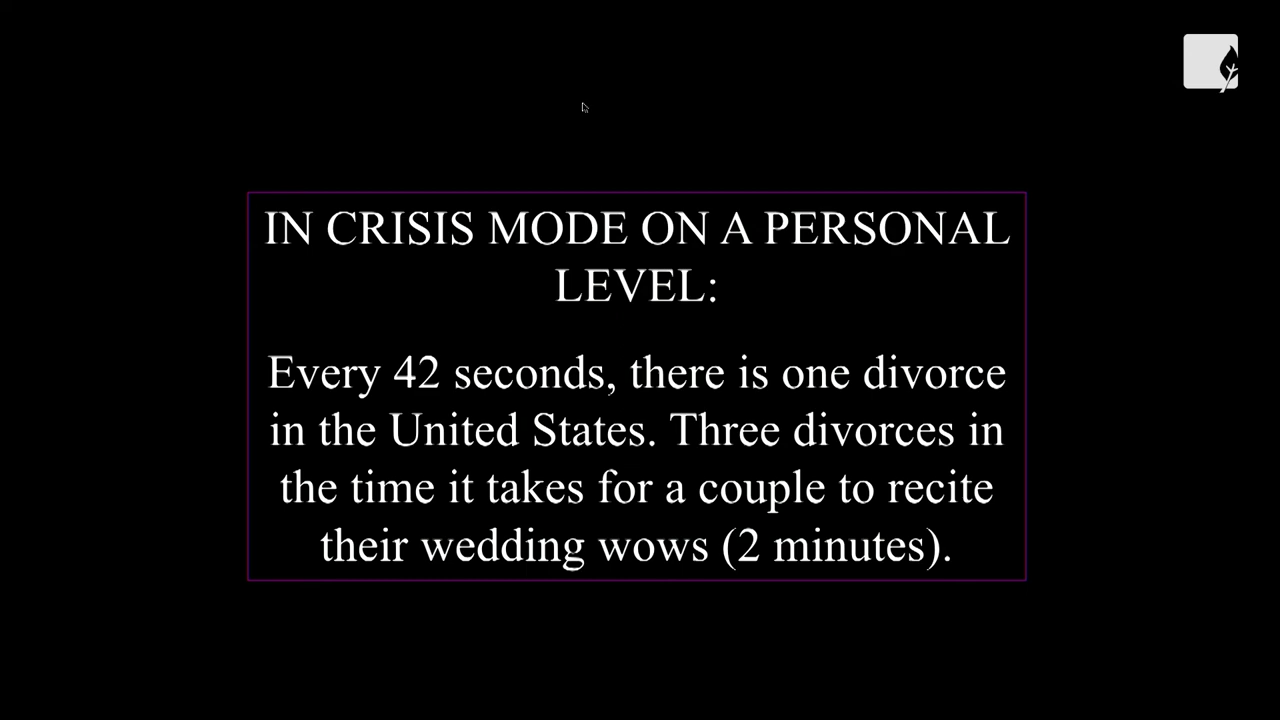 IN CRISIS MODE ON A PERSONAL
LEVEL:
Every 42 seconds, there is one divorce
in the United States. Three divorces in
the time it takes for a couple to recite
their wedding wows (2 minutes).